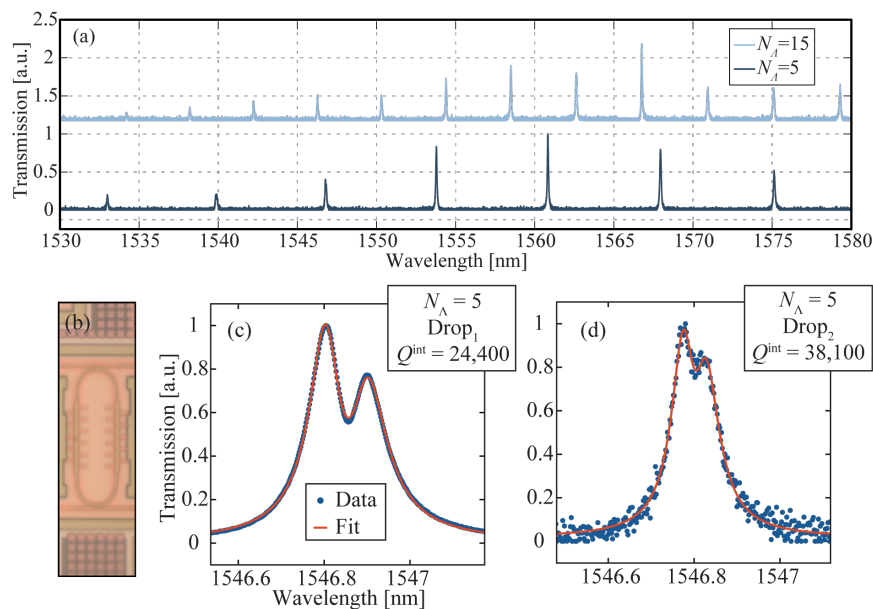 (a)
N_Λ=15
N_Λ=5
Transmission [a.u.]
2.5
2
1.5
1
0.5
0
1530 1535 1540 1545 1550 1555 1560 1565 1570 1575 1580
Wavelength [nm]
(b)
(c)
N_Λ = 5
Drop₁
Q^int = 24,400
Transmission [a.u.]
1
0.8
0.6
0.4
0.2
0
Data
Fit
1546.6 1546.8 1547
Wavelength [nm]
(d)
N_Λ = 5
Drop₂
Q^int = 38,100
Transmission [a.u.]
1
0.8
0.6
0.4
0.2
0
1546.6 1546.8 1547
Wavelength [nm]